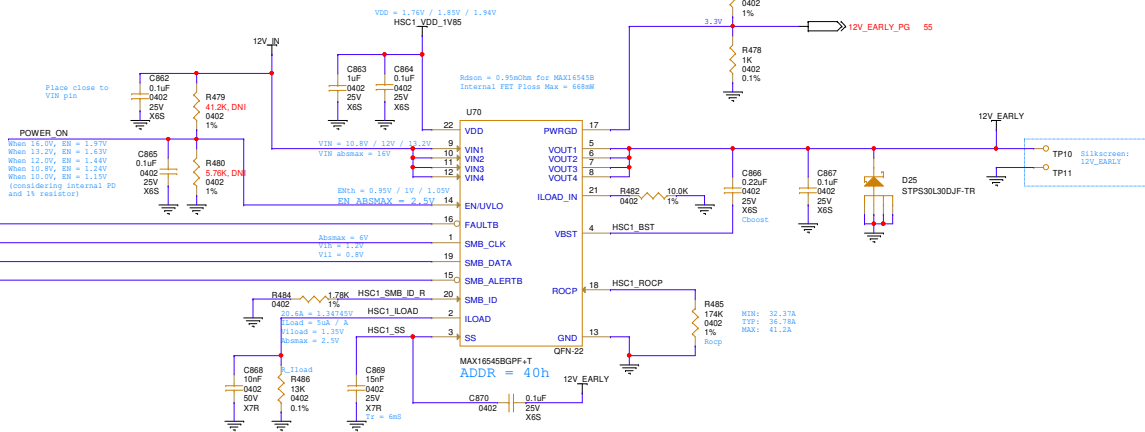 VDD = 1.76V / 1.85V / 1.94V
HSC1_VDD_1V85
0402
1%
3.3V
12V_EARLY_PG 55
12V_IN
R478
1K
0402
0.1%
C862
0.1uF
0402
25V
X6S
C863
1uF
0402
25V
X6S
C864
0.1uF
0402
25V
X6S
Rdson = 0.95mOhm for MAX16545B
Internal FET Ploss Max = 668mW
Place close to
VIN pin
R479
41.2K, DNI
0402
1%
U70
POWER_ON
When 16.0V, EN = 1.97V
When 13.2V, EN = 1.63V
When 12.0V, EN = 1.44V
When 10.8V, EN = 1.24V
When 10.0V, EN = 1.15V
(considering internal PD
and 1% resistor)
C865
0.1uF
0402
25V
X6S
R480
5.76K, DNI
0402
1%
VIN = 10.8V / 12V / 13.2V
VIN absmax = 16V
ENth = 0.95V / 1V / 1.05V
EN ABSMAX = 2.5V
Absmax = 6V
Vih = 1.2V
Vil = 0.8V
22 VDD
9 VIN1
10 VIN2
11 VIN3
12 VIN4
14 EN/UVLO
16 FAULTB
1 SMB_CLK
19 SMB_DATA
15 SMB_ALERTB
20 SMB_ID
2 ILOAD
3 SS
PWRGD 17
VOUT1 5
VOUT2 6
VOUT3 7
VOUT4 8
ILOAD_IN 21
VBST 4
ROCP 18
GND 13
QFN-22
MAX16545BGPF+T
ADDR = 40h
R482 10.0K
0402 1%
HSC1_BST
C866
0.22uF
0402
25V
X6S
Cboost
C867
0.1uF
0402
25V
X6S
12V_EARLY
D25
STPS30L30DJF-TR
TP10
TP11
Silkscreen:
12V_EARLY
HSC1_ROCP
R485
174K
0402
1%
Rocp
MIN: 32.37A
TYP: 36.78A
MAX: 41.2A
R484 1.78K
0402 1%
HSC1_SMB_ID_R
20.6A = 1.34745V
ILoad = 5uA / A
Viload = 1.35V
Absmax = 2.5V
HSC1_ILOAD
HSC1_SS
C868
10nF
0402
50V
X7R
R_Iload
R486
13K
0402
0.1%
C869
15nF
0402
25V
X7R
Tr = 6mS
C870
0402
0.1uF
25V
X6S
12V_EARLY